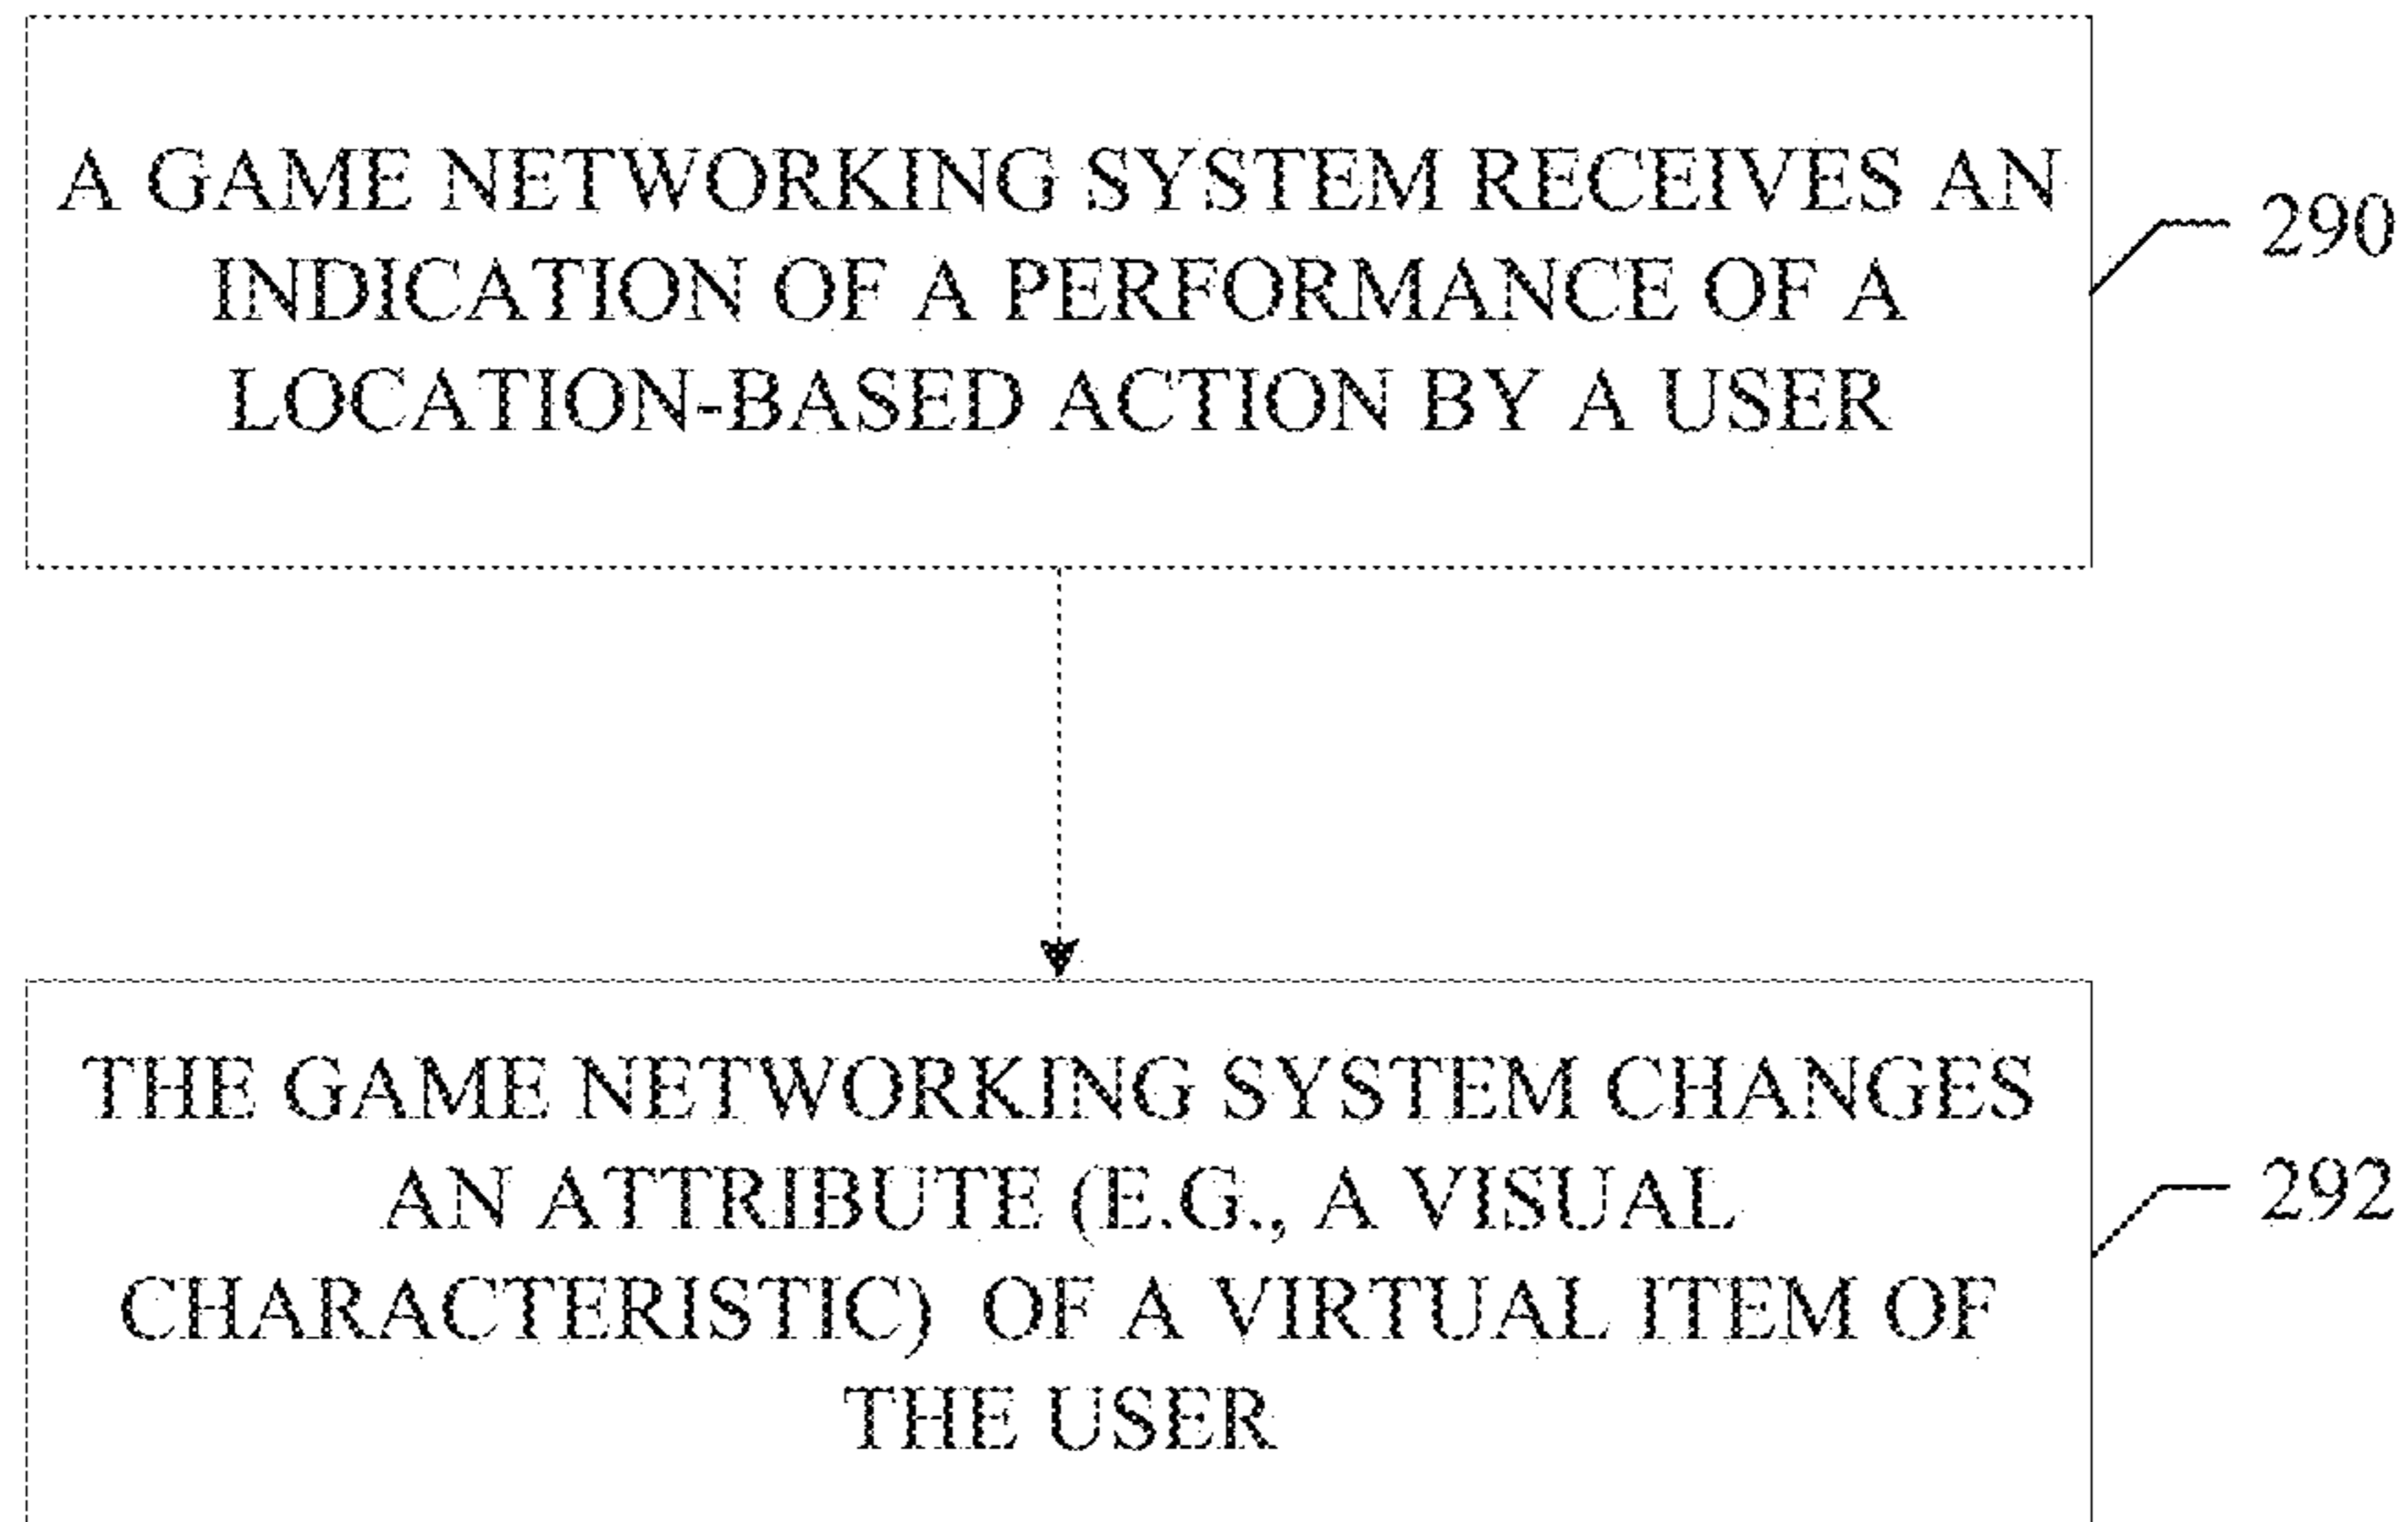 A GAME NETWORKING SYSTEM RECEIVES AN
INDICATION OF A PERFORMANCE OF A
LOCATION-BASED ACTION BY A USER
290
THE GAME NETWORKING SYSTEM CHANGES
AN ATTRIBUTE (E.G., A VISUAL
CHARACTERISTIC) OF A VIRTUAL ITEM OF
THE USER
292